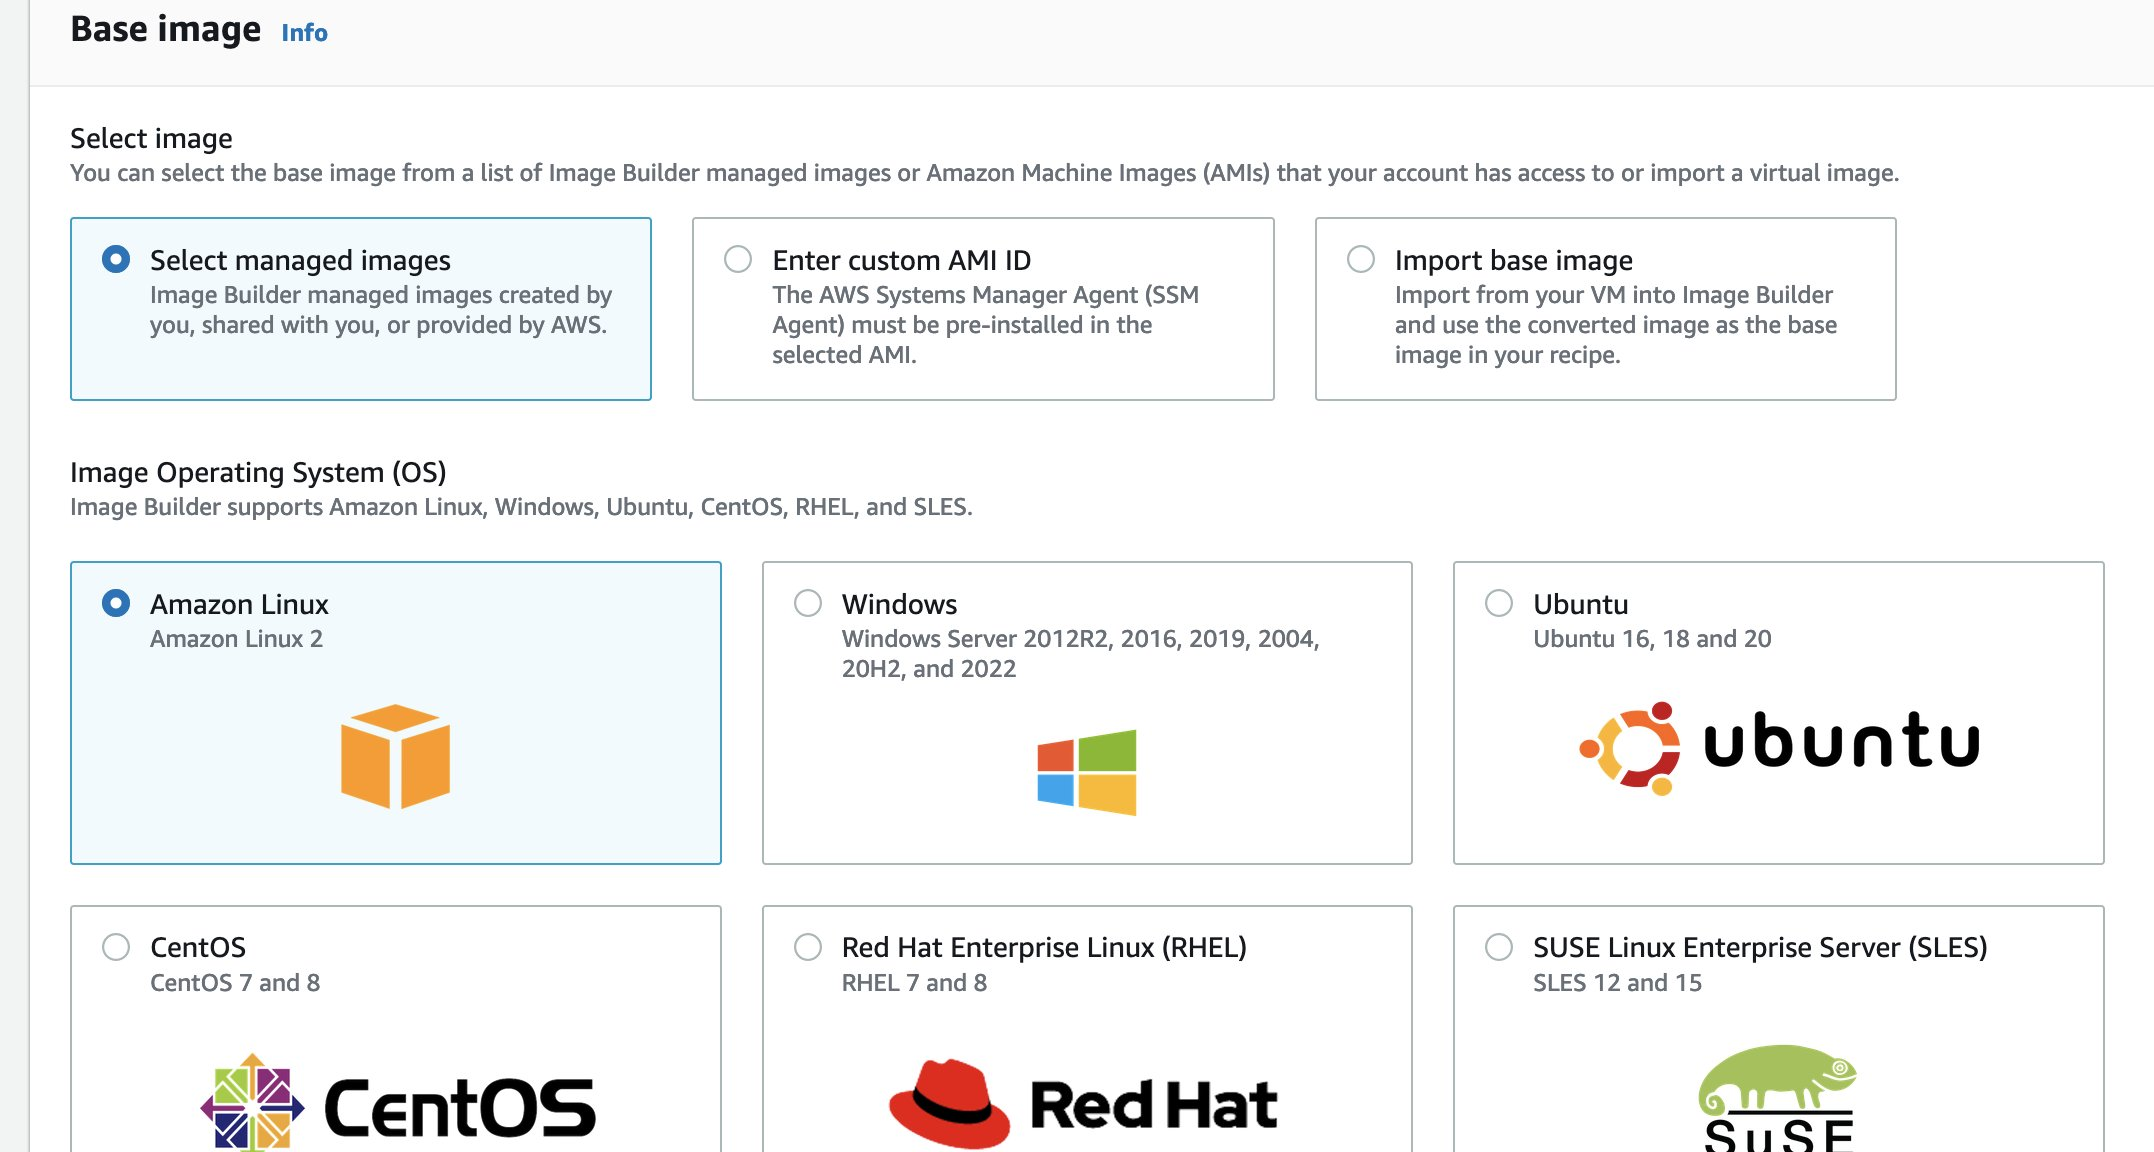 Base image Info
Select image
You can select the base image from a list of Image Builder managed images or Amazon Machine Images (AMIs) that your account has access to or import a virtual image.
Select managed images
Image Builder managed images created by
you, shared with you, or provided by AWS.
Enter custom AMI ID
The AWS Systems Manager Agent (SSM
Agent) must be pre-installed in the
selected AMI.
Import base image
Import from your VM into Image Builder
and use the converted image as the base
image in your recipe.
Image Operating System (OS)
Image Builder supports Amazon Linux, Windows, Ubuntu, CentOS, RHEL, and SLES.
Amazon Linux
Amazon Linux 2
Windows
Windows Server 2012R2, 2016, 2019, 2004,
20H2, and 2022
Ubuntu
Ubuntu 16, 18 and 20
ubuntu
CentOS
CentOS 7 and 8
CentOS
Red Hat Enterprise Linux (RHEL)
RHEL 7 and 8
Red Hat
SUSE Linux Enterprise Server (SLES)
SLES 12 and 15
SuSE